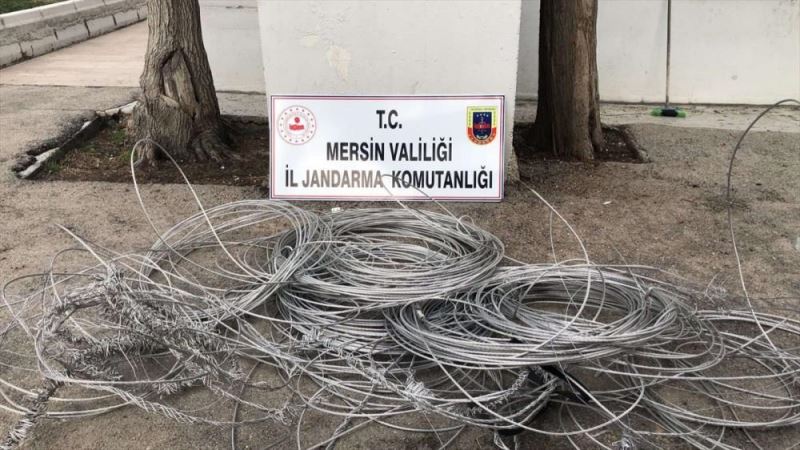 T.C.
MERSİN VALİLİĞİ
İL JANDARMA KOMUTANLIĞI